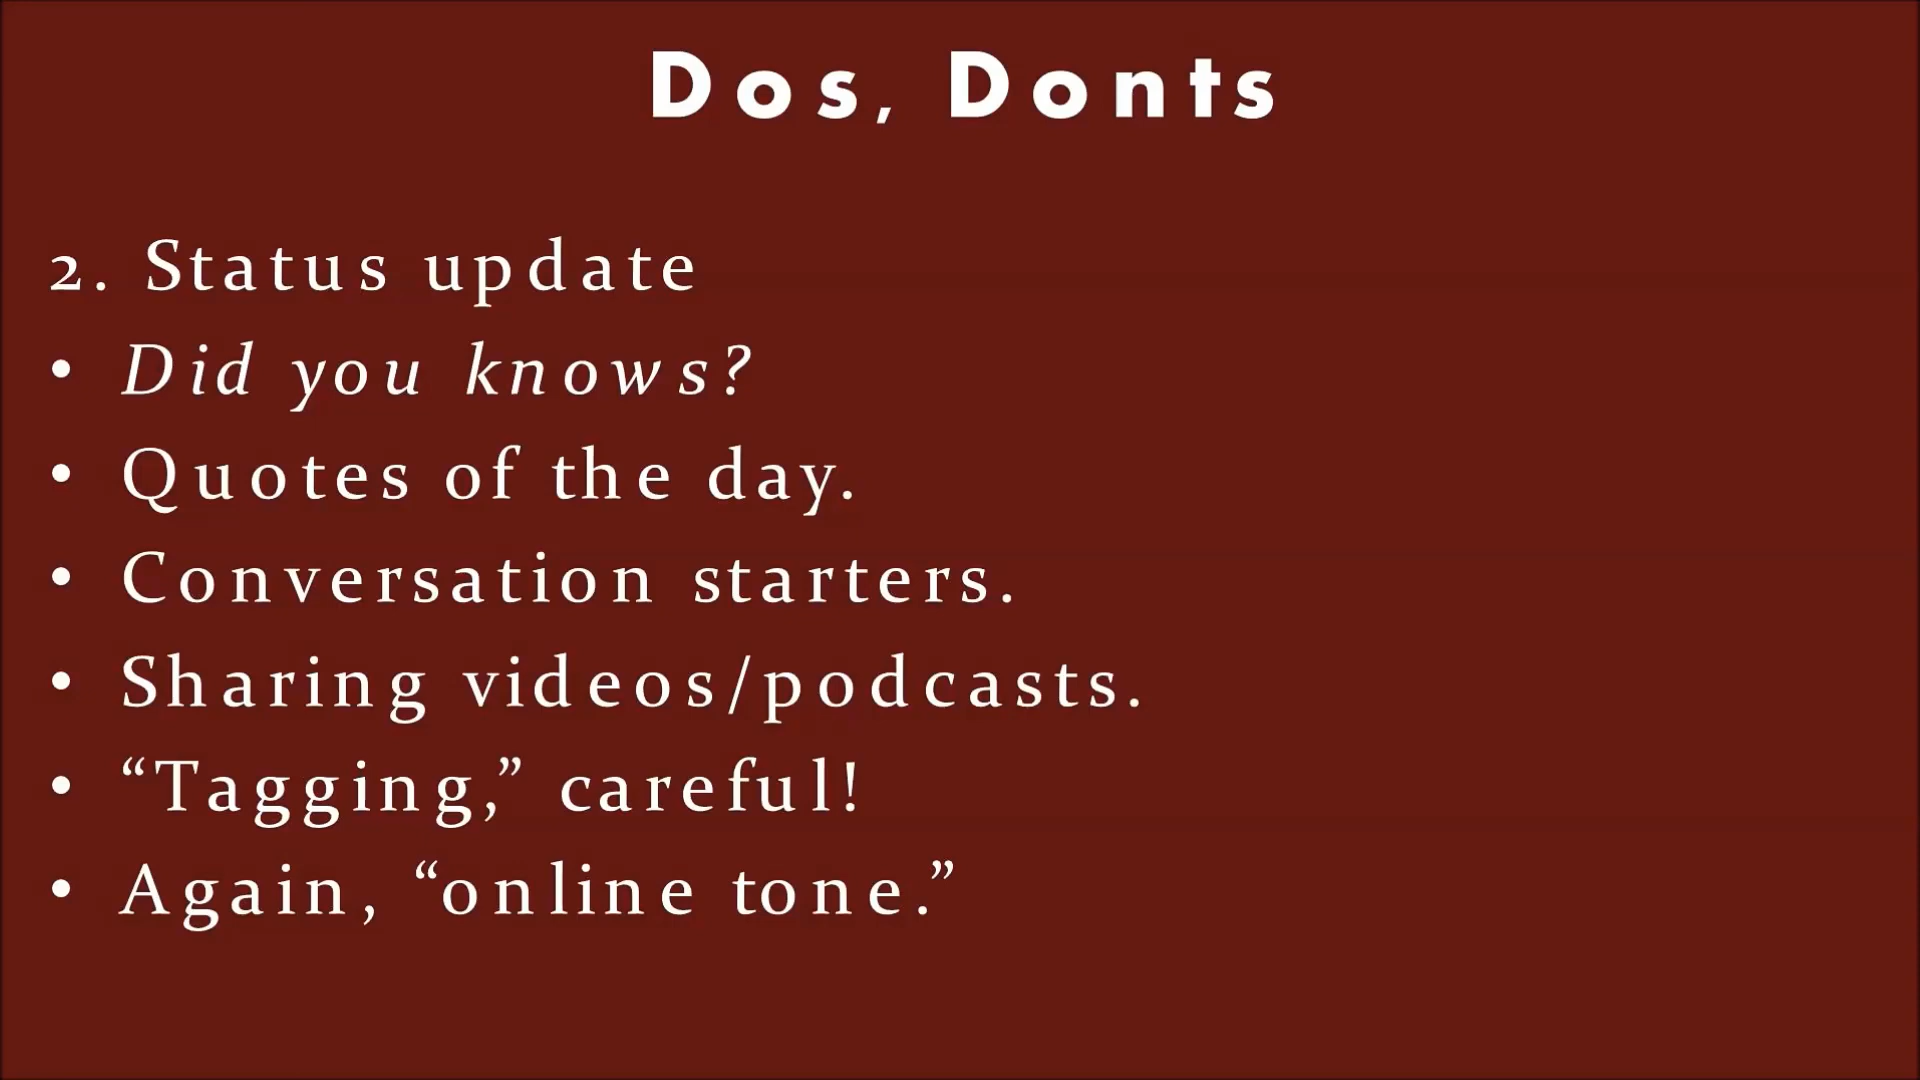 Dos, Donts
2. Status update
• Did you knows?
• Quotes of the day.
• Conversation starters.
• Sharing videos/podcasts.
• “Tagging,” careful!
• Again, “online tone.”